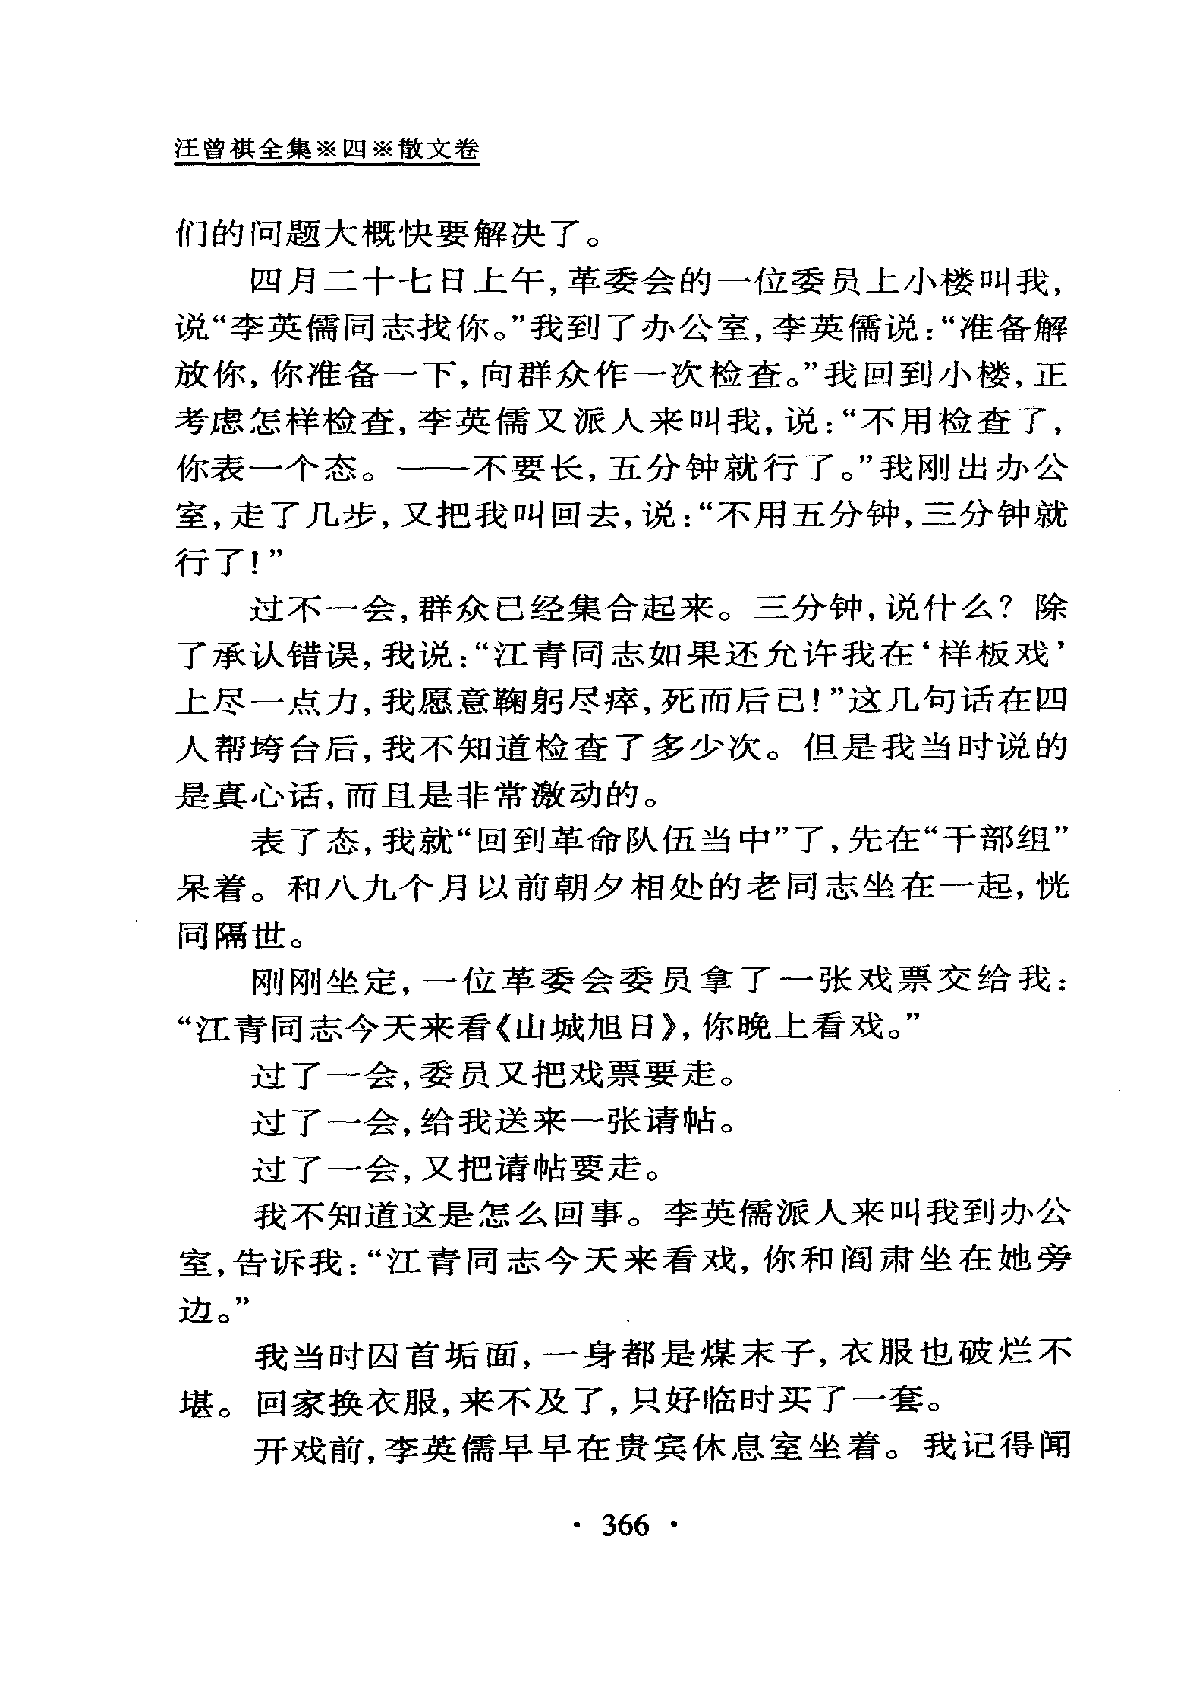 汪曾祺全集※四※散文卷
们的问题大概快要解决了。
四月二十七日上午,革委会的一位委员上小楼叫我,
说“李英儒同志找你。”我到了办公室,李英儒说:“准备解
放你,你准备一下,向群众作一次检查。”我回到小楼,正
考虑怎样检查,李英儒又派人来叫我,说:“不用检查了,
你表一个态。——不要长,五分钟就行了。”我刚出办公
室,走了几步,又把我叫回去,说:“不用五分钟,三分钟就
行了!”
过不一会,群众已经集合起来。三分钟,说什么?除
了承认错误,我说:“江青同志如果还允许我在‘样板戏’
上尽一点力,我愿意鞠躬尽瘁,死而后已!”这几句话在四
人帮垮台后,我不知道检查了多少次。但是我当时说的
是真心话,而且是非常激动的。
表了态,我就“回到革命队伍当中”了,先在“干部组”
呆着。和八九个月以前朝夕相处的老同志坐在一起,恍
同隔世。
刚刚坐定,一位革委会委员拿了一张戏票交给我:
“江青同志今天来看《山城旭日》,你晚上看戏。”
过了一会,委员又把戏票要走。
过了一会,给我送来一张请帖。
过了一会,又把请帖要走。
我不知道这是怎么回事。李英儒派人来叫我到办公
室,告诉我:“江青同志今天来看戏,你和阎肃坐在她旁
边。”
我当时囚首垢面,一身都是煤末子,衣服也破烂不
堪。回家换衣服,来不及了,只好临时买了一套。
开戏前,李英儒早早在贵宾休息室坐着。我记得闻
· 366 ·